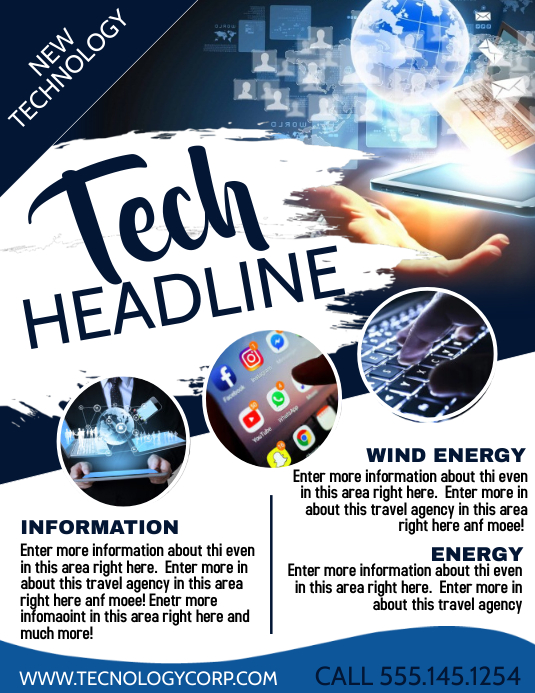 NEW
TECHNOLOGY
Tech
HEADLINE
Facebook
Instagram
YouTube
WhatsApp
WIND ENERGY
Enter more information about thi even
in this area right here. Enter more in
about this travel agency in this area
right here anf moee!
INFORMATION
Enter more information about thi even
in this area right here. Enter more in
about this travel agency in this area
right here anf moee! Enetr more
infomaoint in this area right here and
much more!
ENERGY
Enter more information about thi even
in this area right here. Enter more in
about this travel agency
WWW.TECNOLOGYCORP.COM
CALL 555.145.1254